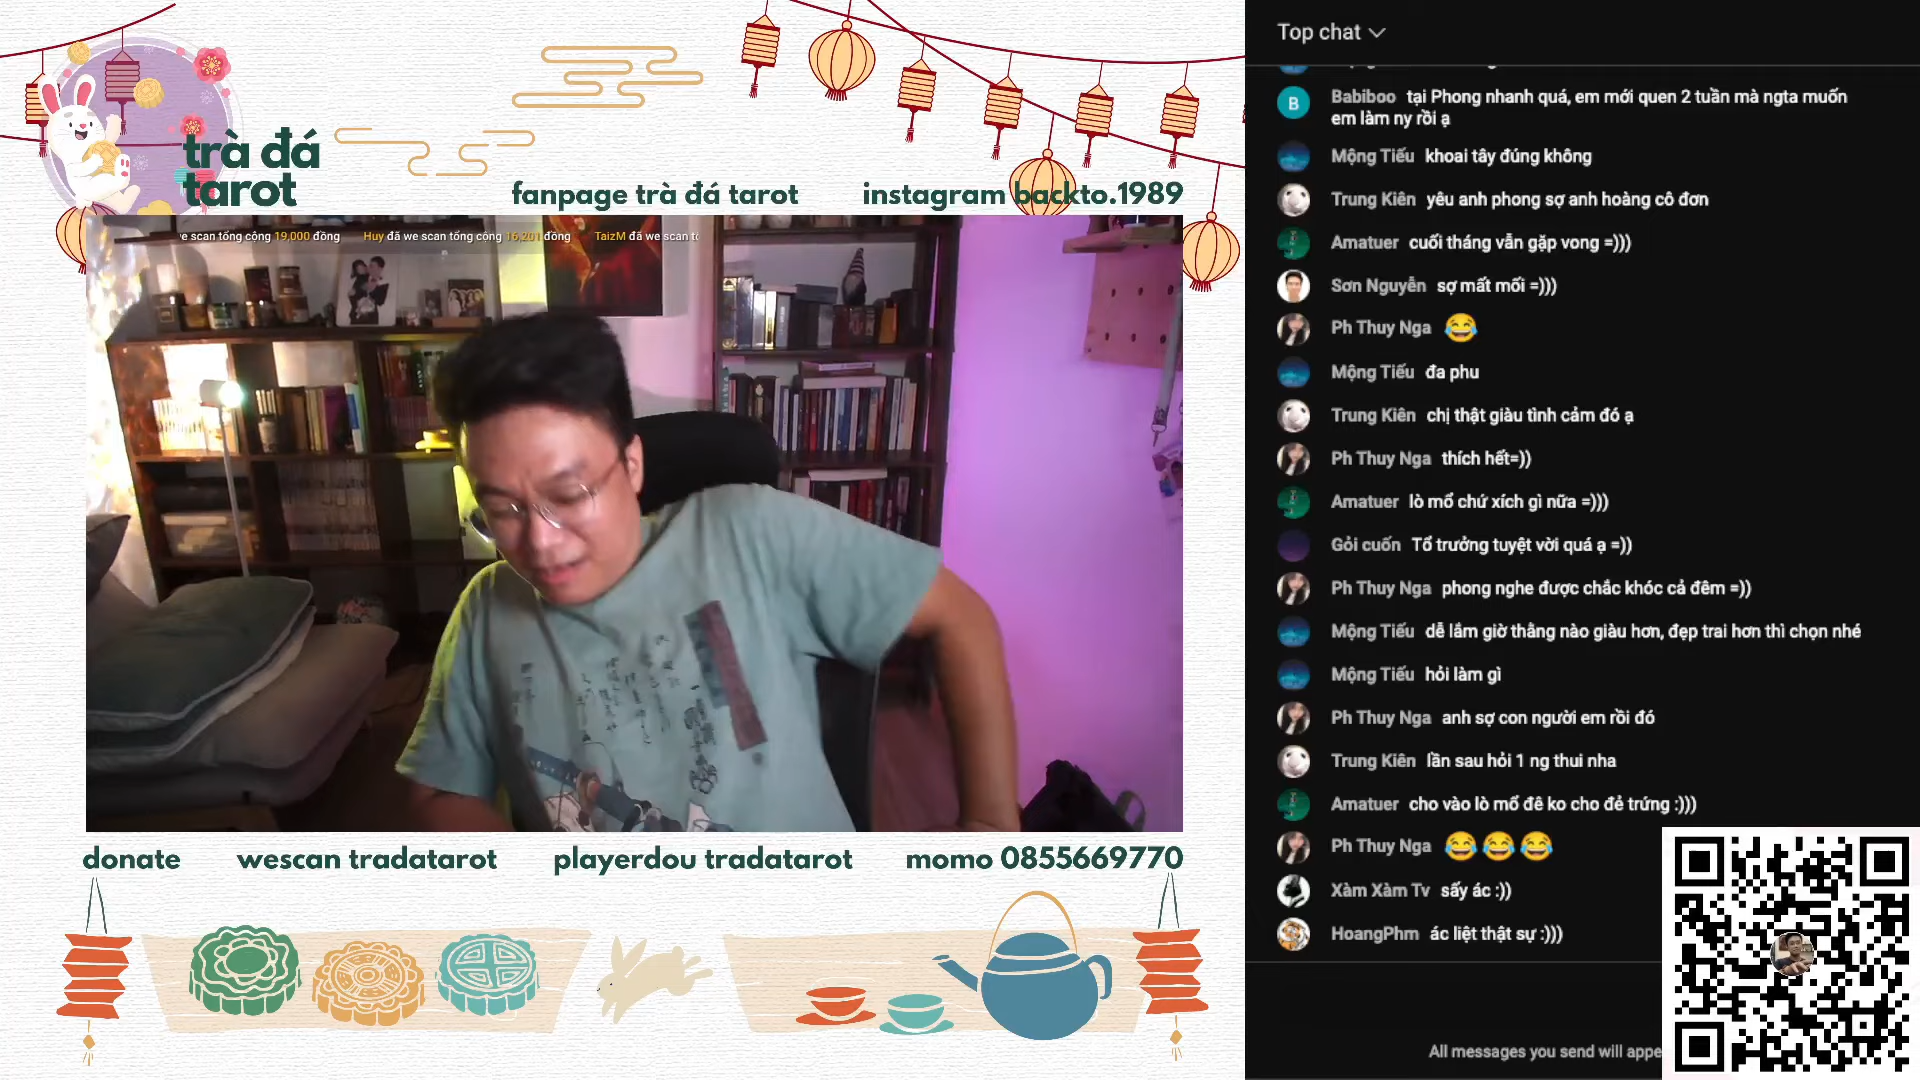 trà đá
tarot
fanpage trà đá tarot
instagram backto.1989
e scan tổng cộng 19,000 đồng
Huy đã we scan tổng cộng 16,201 đồng
TaizM đã we scan
donate
wescan tradatarot
playerdou tradatarot
momo 0855669770
Top chat
B
Babiboo tại Phong nhanh quá, em mới quen 2 tuần mà ngta muốn
em làm ny rồi ạ
Mộng Tiếu khoai tây đúng không
Trung Kiên yêu anh phong sợ anh hoàng cô đơn
Amatuer cuối tháng vẫn gặp vong =)))
Sơn Nguyễn sợ mất mối =)))
Ph Thuy Nga 😂
Mộng Tiếu đa phu
Trung Kiên chị thật giàu tình cảm đó ạ
Ph Thuy Nga thích hết=))
Amatuer lò mổ chứ xích gì nữa =)))
Gỏi cuốn Tổ trưởng tuyệt vời quá ạ =))
Ph Thuy Nga phong nghe được chắc khóc cả đêm =))
Mộng Tiếu dễ lắm giờ thằng nào giàu hơn, đẹp trai hơn thì chọn nhé
Mộng Tiếu hỏi làm gì
Ph Thuy Nga anh sợ con người em rồi đó
Trung Kiên lần sau hỏi 1 ng thui nha
Amatuer cho vào lò mổ đê ko cho đẻ trứng :)))
Ph Thuy Nga 😂😂😂
Xàm Xàm Tv sấy ác :))
HoangPhm ác liệt thật sự :)))
All messages you send will appe